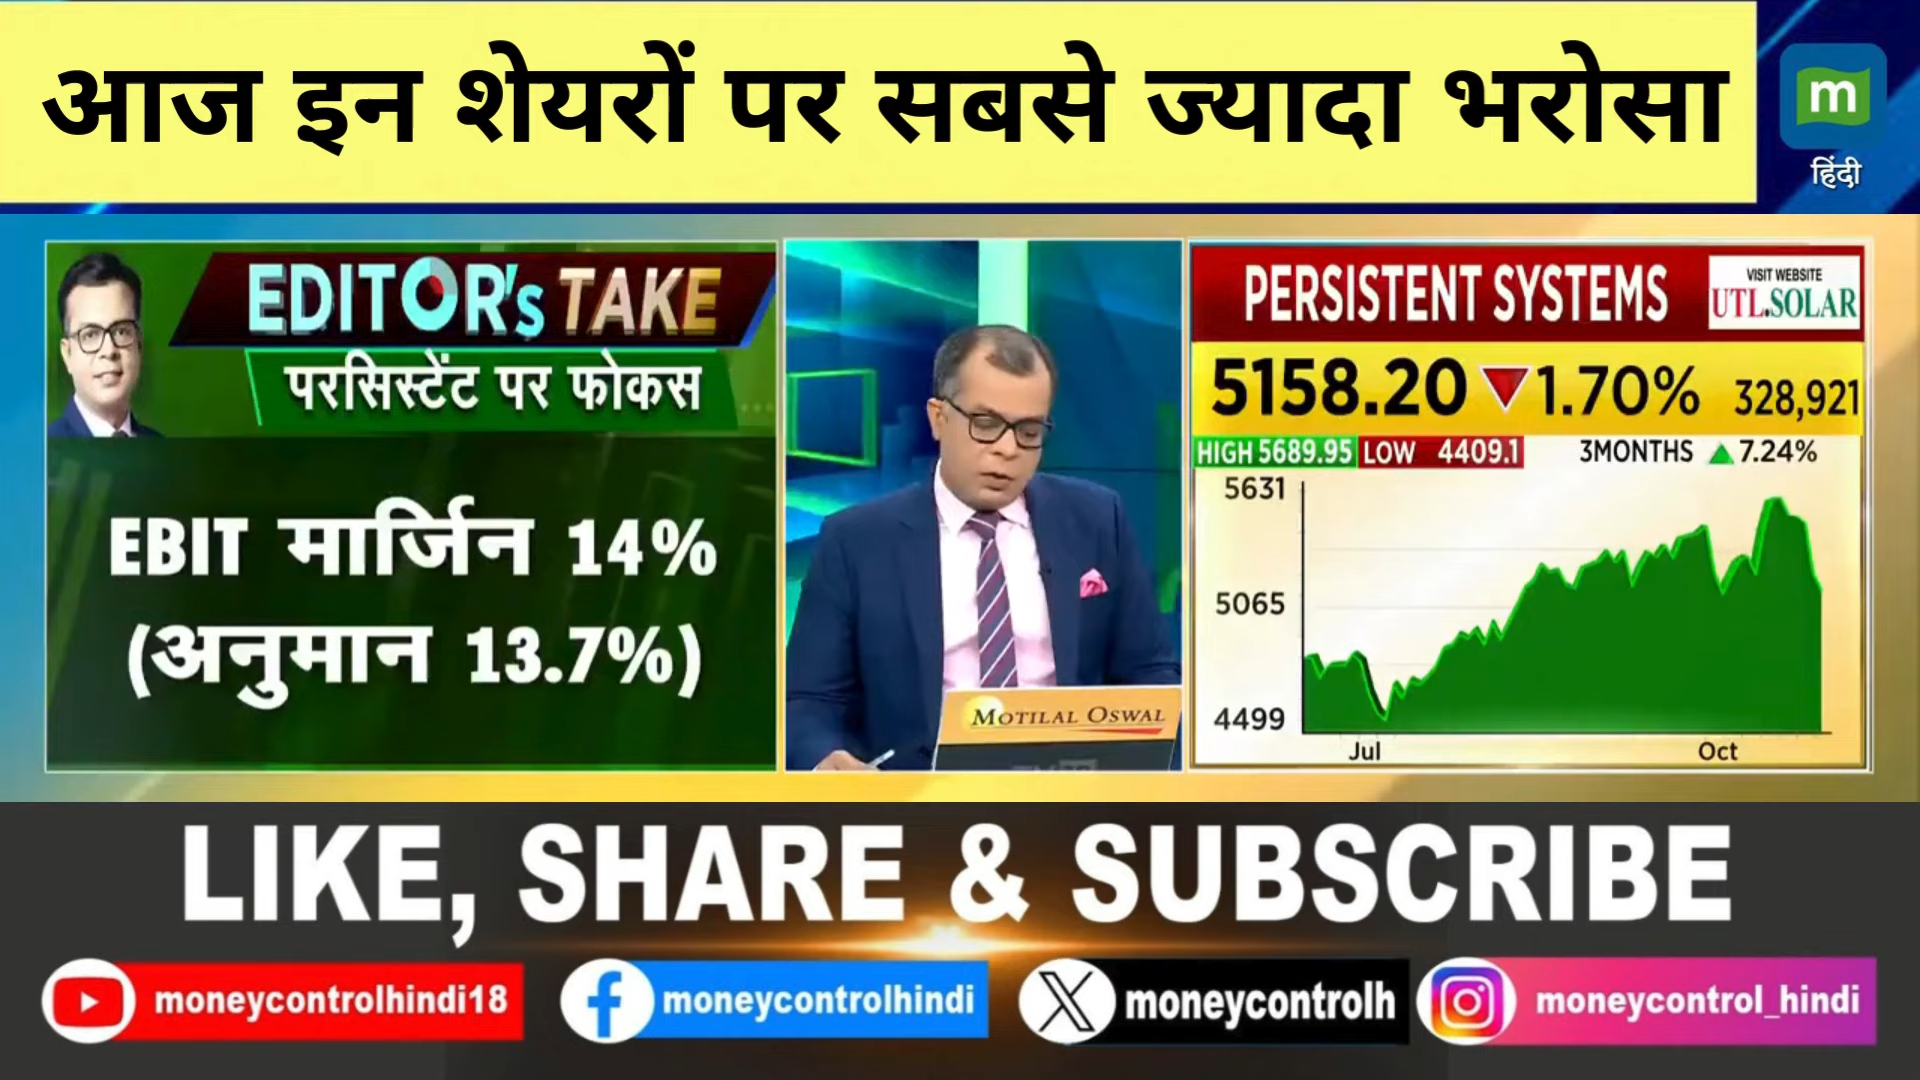 आज इन शेयरों पर सबसे ज्यादा भरोसा
m
हिंदी
EDITOR's TAKE
परसिस्टेंट पर फोकस
EBIT मार्जिन 14%
(अनुमान 13.7%)
MOTILAL OSWAL
PERSISTENT SYSTEMS
VISIT WEBSITE
UTL.SOLAR
5158.20 1.70% 328,921
HIGH 5689.95 LOW 4409.1 3MONTHS 7.24%
5631
5065
4499
Jul Oct
LIKE, SHARE & SUBSCRIBE
moneycontrolhindi18 moneycontrolhindi moneycontrolh moneycontrol_hindi